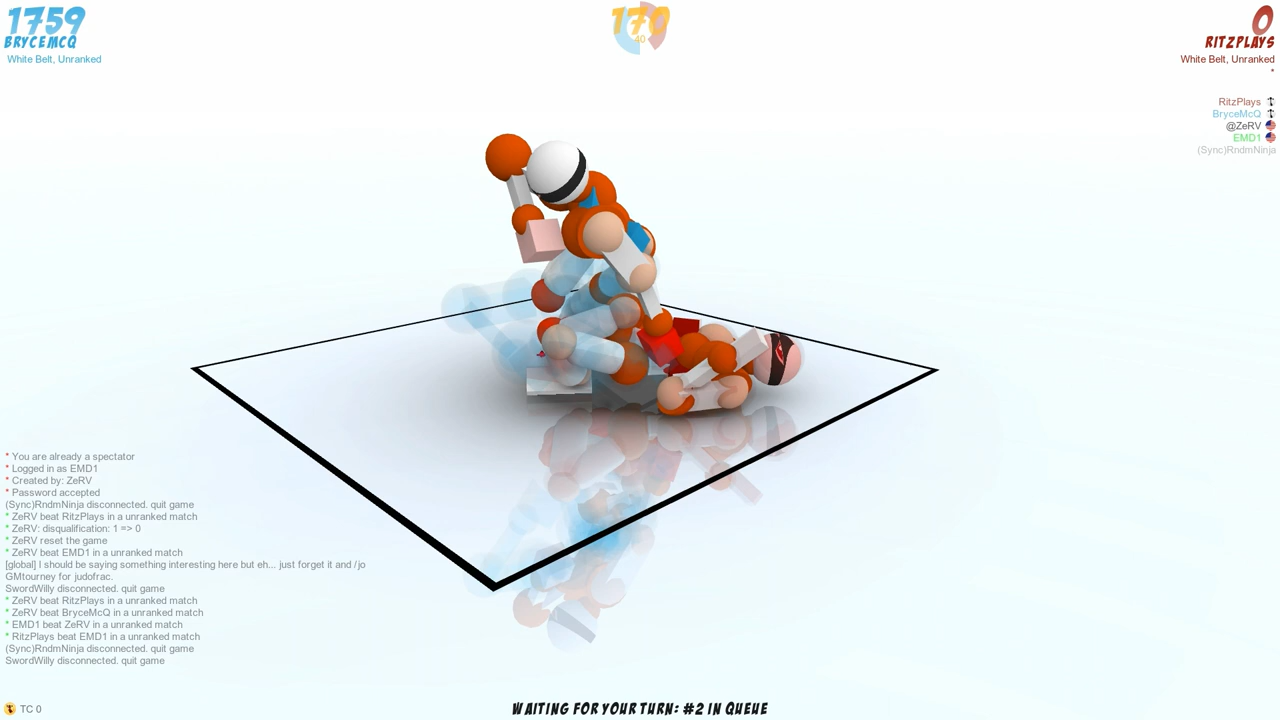 1759
BRYCEMCQ
White Belt, Unranked
170
40
0
RITZPLAYS
White Belt, Unranked
*
RitzPlays
BryceMcQ
@ZeRV
EMD1
(Sync)RndmNinja
* You are already a spectator
* Logged in as EMD1
* Created by: ZeRV
* Password accepted
(Sync)RndmNinja disconnected. quit game
* ZeRV beat RitzPlays in a unranked match
* ZeRV: disqualification: 1 => 0
* ZeRV reset the game
* ZeRV beat EMD1 in a unranked match
[global] I should be saying something interesting here but eh... just forget it and /jo
GMtourney for judofrac.
SwordWilly disconnected. quit game
* ZeRV beat RitzPlays in a unranked match
* ZeRV beat BryceMcQ in a unranked match
* EMD1 beat ZeRV in a unranked match
* RitzPlays beat EMD1 in a unranked match
(Sync)RndmNinja disconnected. quit game
SwordWilly disconnected. quit game
TC 0
WAITING FOR YOUR TURN: #2 IN QUEUE